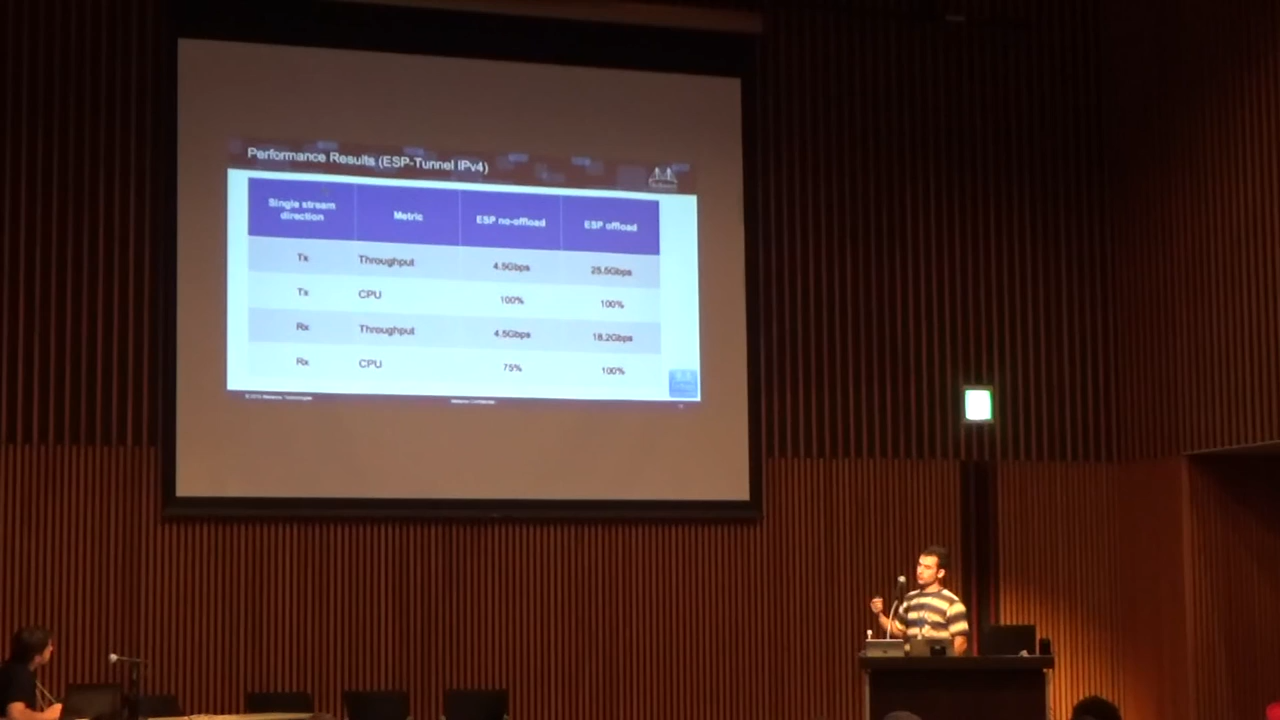 Performance Results (ESP-Tunnel IPv4)
Single stream direction Metric ESP no-offload ESP offload
Tx Throughput 4.5Gbps 25.5Gbps
Tx CPU 100% 100%
Rx Throughput 4.5Gbps 18.2Gbps
Rx CPU 75% 100%